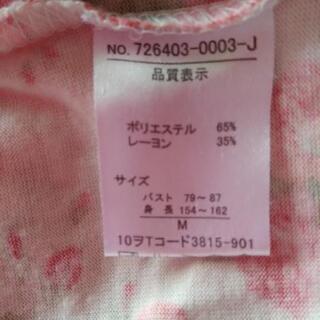 NO. 726403-0003-J
品質表示
ポリエステル 65%
レーヨン 35%
サイズ
バスト 79~87
身長 154~162
M
10ヲTコード3815-901